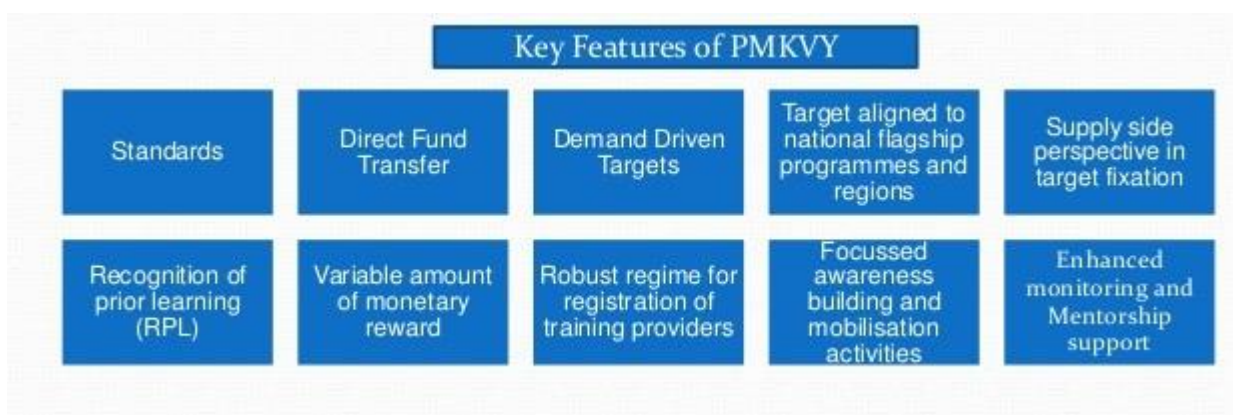 Key Features of PMKVY
Standards
Direct Fund
Transfer
Demand Driven
Targets
Target aligned to
national flagship
programmes and
regions
Supply side
perspective in
target fixation
Recognition of
prior learning
(RPL)
Variable amount
of monetary
reward
Robust regime for
registration of
training providers
Focussed
awareness
building and
mobilisation
activities
Enhanced
monitoring and
Mentorship
support